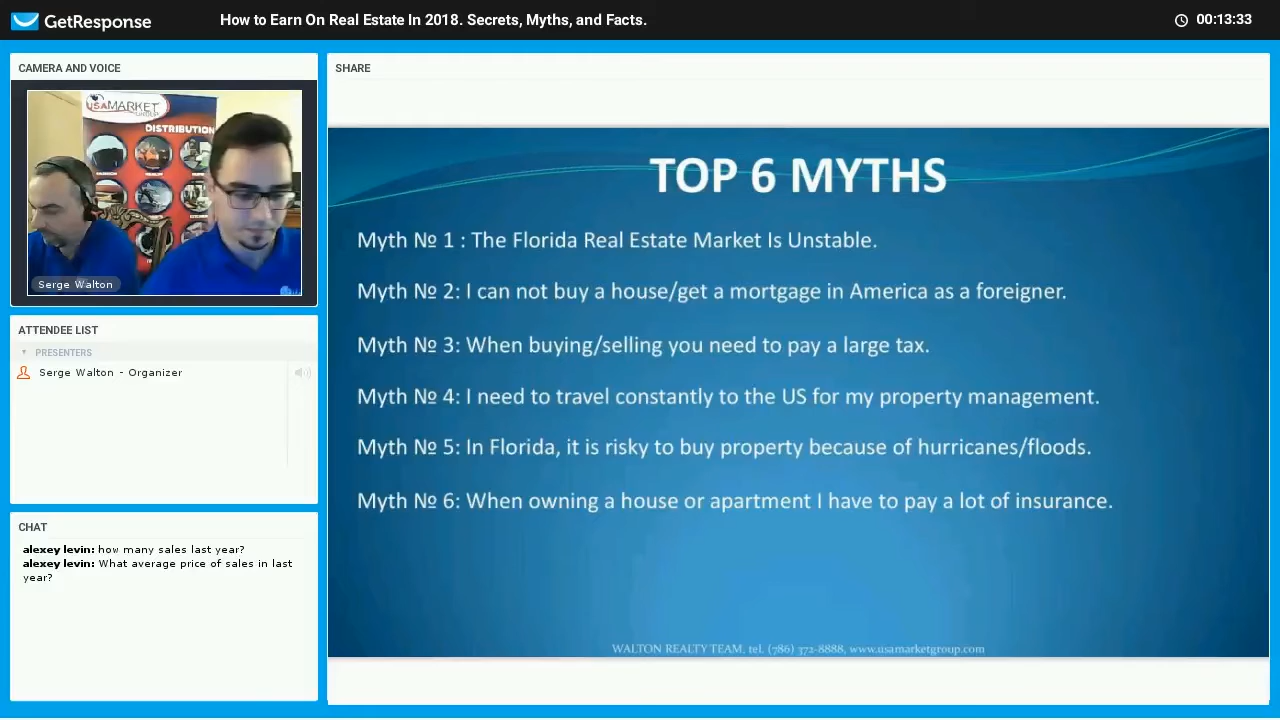 GetResponse
How to Earn On Real Estate In 2018. Secrets, Myths, and Facts.
00:13:33
CAMERA AND VOICE
USAMARKET
GROUP
DISTRIBUTION
Serge Walton
ATTENDEE LIST
PRESENTERS
Serge Walton - Organizer
CHAT
alexey levin: how many sales last year?
alexey levin: What average price of sales in last
year?
SHARE
TOP 6 MYTHS
Myth № 1 : The Florida Real Estate Market Is Unstable.
Myth № 2: I can not buy a house/get a mortgage in America as a foreigner.
Myth № 3: When buying/selling you need to pay a large tax.
Myth № 4: I need to travel constantly to the US for my property management.
Myth № 5: In Florida, it is risky to buy property because of hurricanes/floods.
Myth № 6: When owning a house or apartment I have to pay a lot of insurance.
WALTON REALTY TEAM, tel. (786) 372-8888, www.usamarketgroup.com